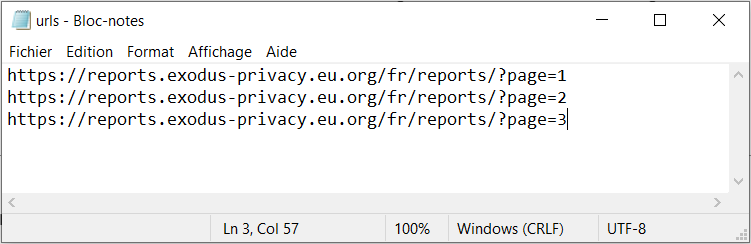 urls - Bloc-notes
Fichier Edition Format Affichage Aide
https://reports.exodus-privacy.eu.org/fr/reports/?page=1
https://reports.exodus-privacy.eu.org/fr/reports/?page=2
https://reports.exodus-privacy.eu.org/fr/reports/?page=3
Ln 3, Col 57 100% Windows (CRLF) UTF-8